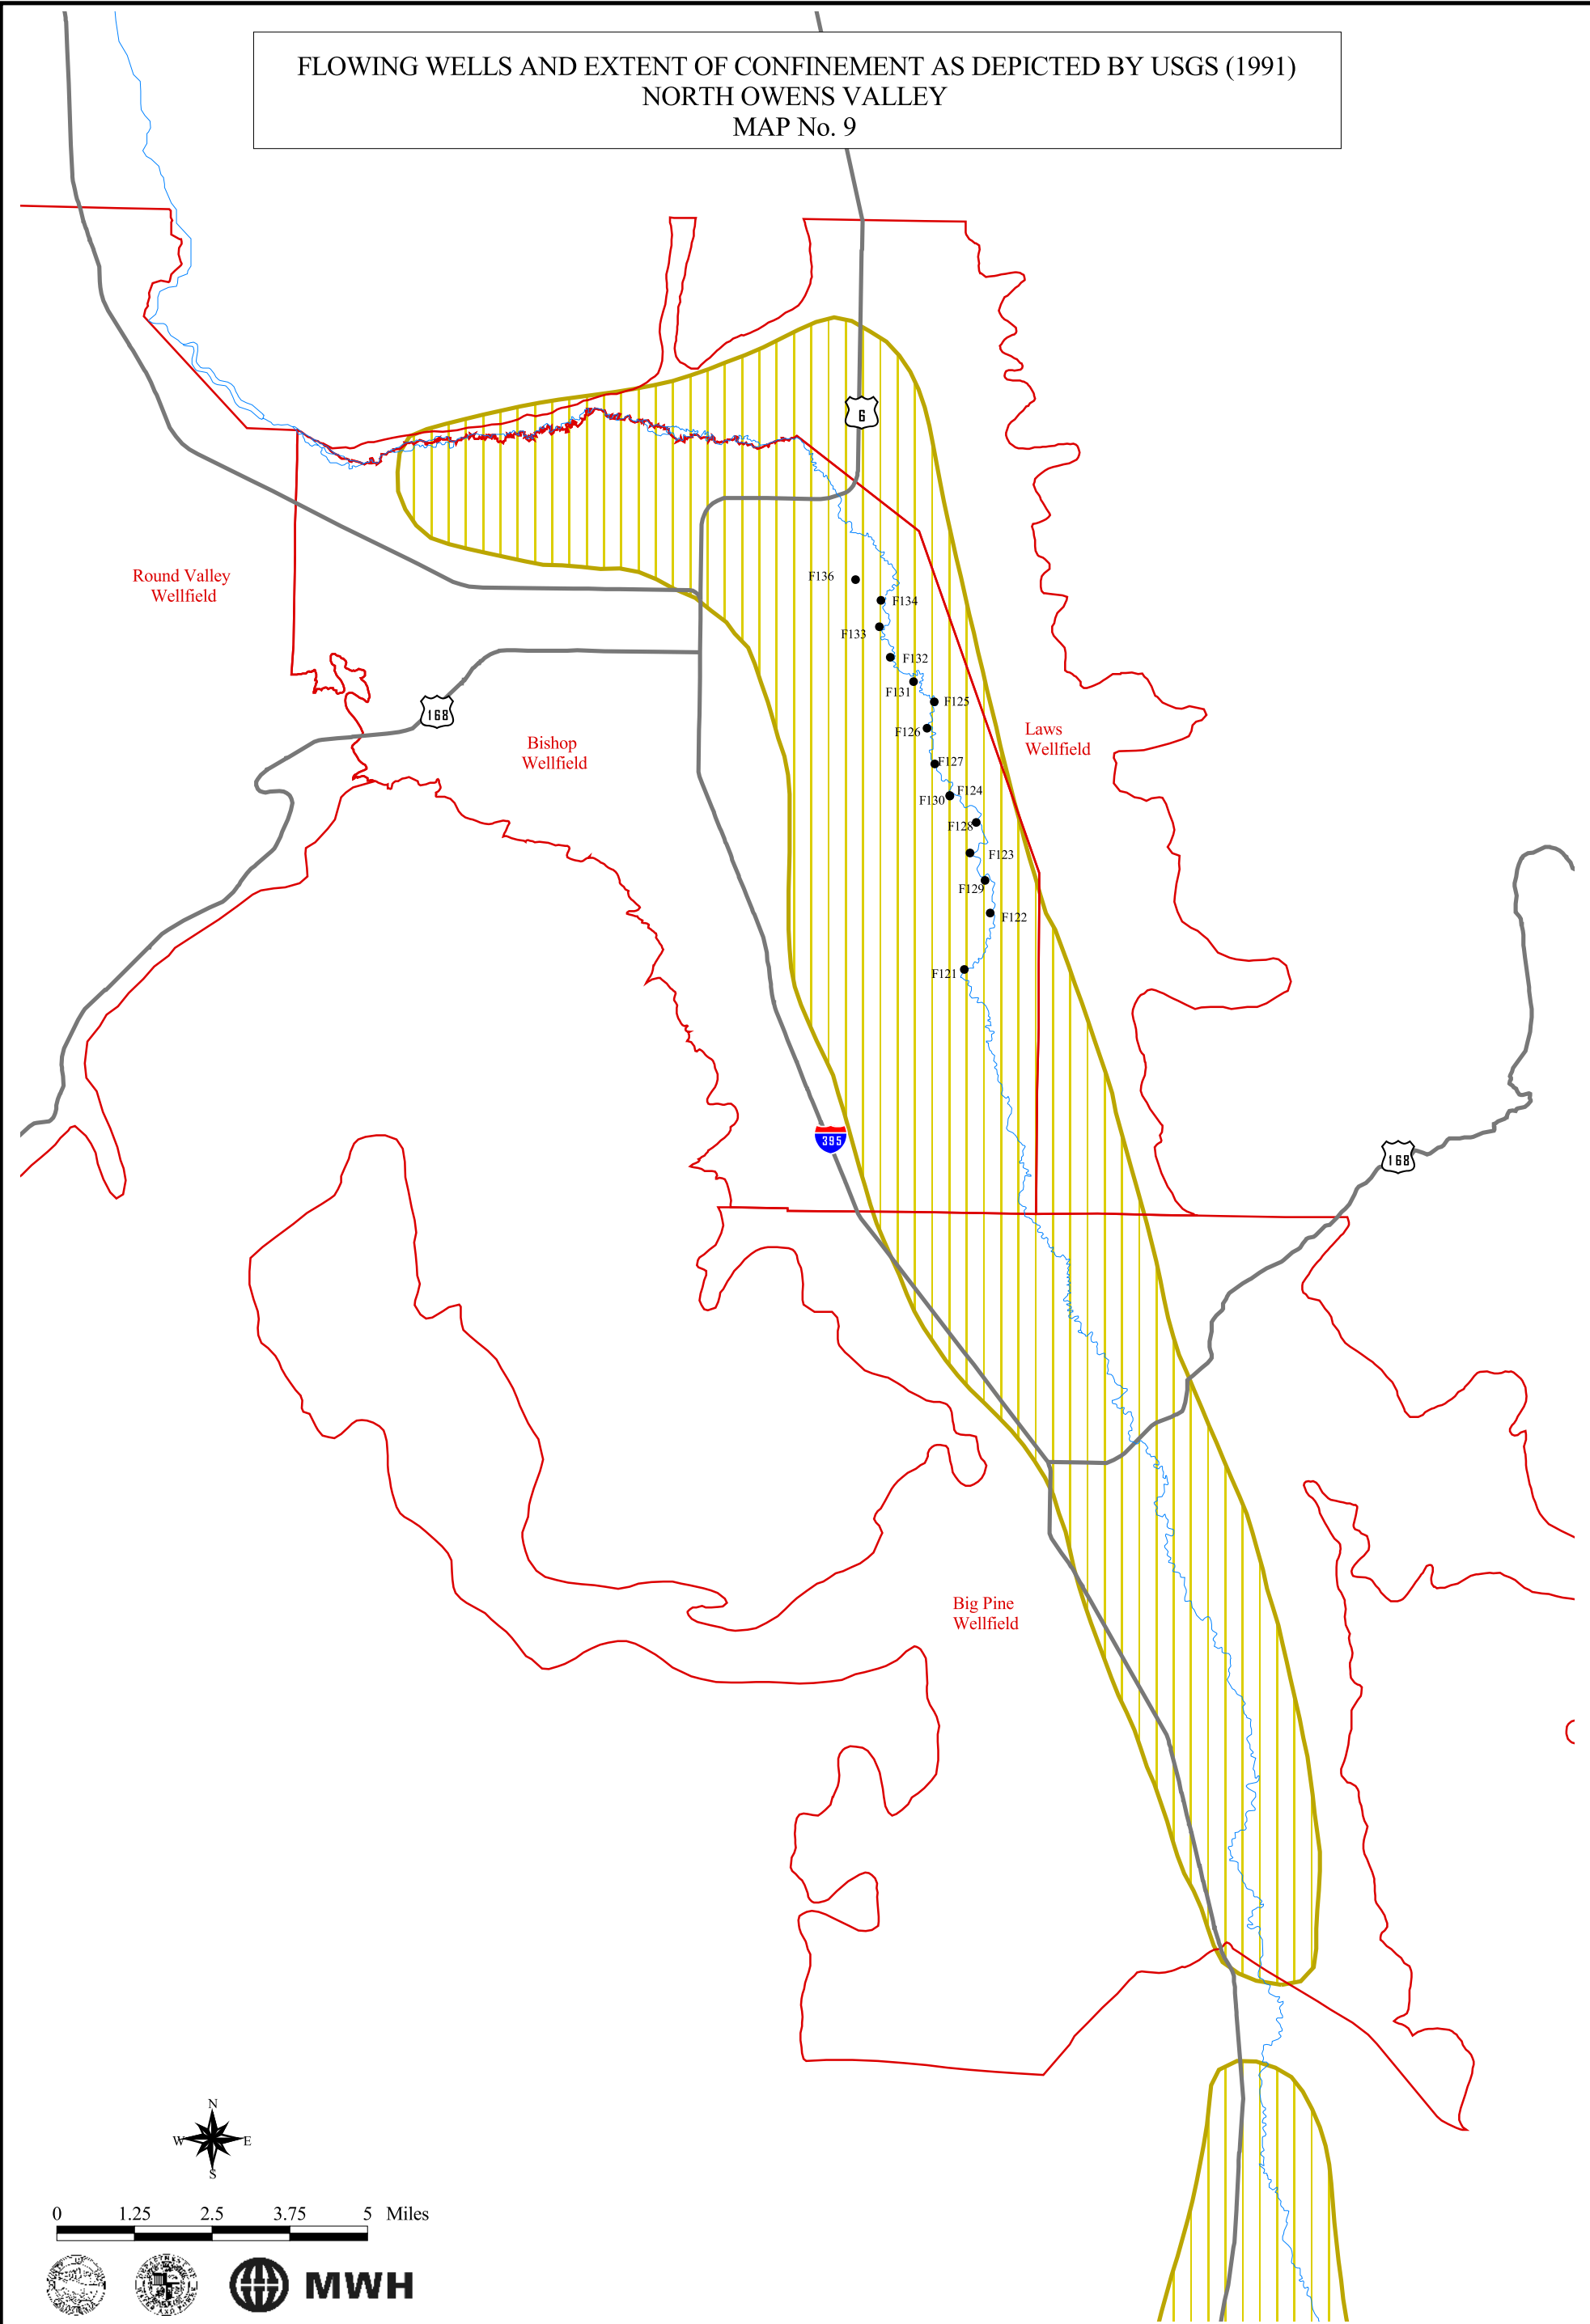 FLOWING WELLS AND EXTENT OF CONFINEMENT AS DEPICTED BY USGS (1991)
NORTH OWENS VALLEY
MAP No. 9
6
F136
F134
Round Valley
Wellfield
F133
F132
F131
F125
168
F126
Laws
Wellfield
Bishop
Wellfield
F127
F124
F130
F128
F123
F129
F122
F121
395
168
Big Pine
Wellfield
N
W
E
S
0 1.25 2.5 3.75 5 Miles
MWH